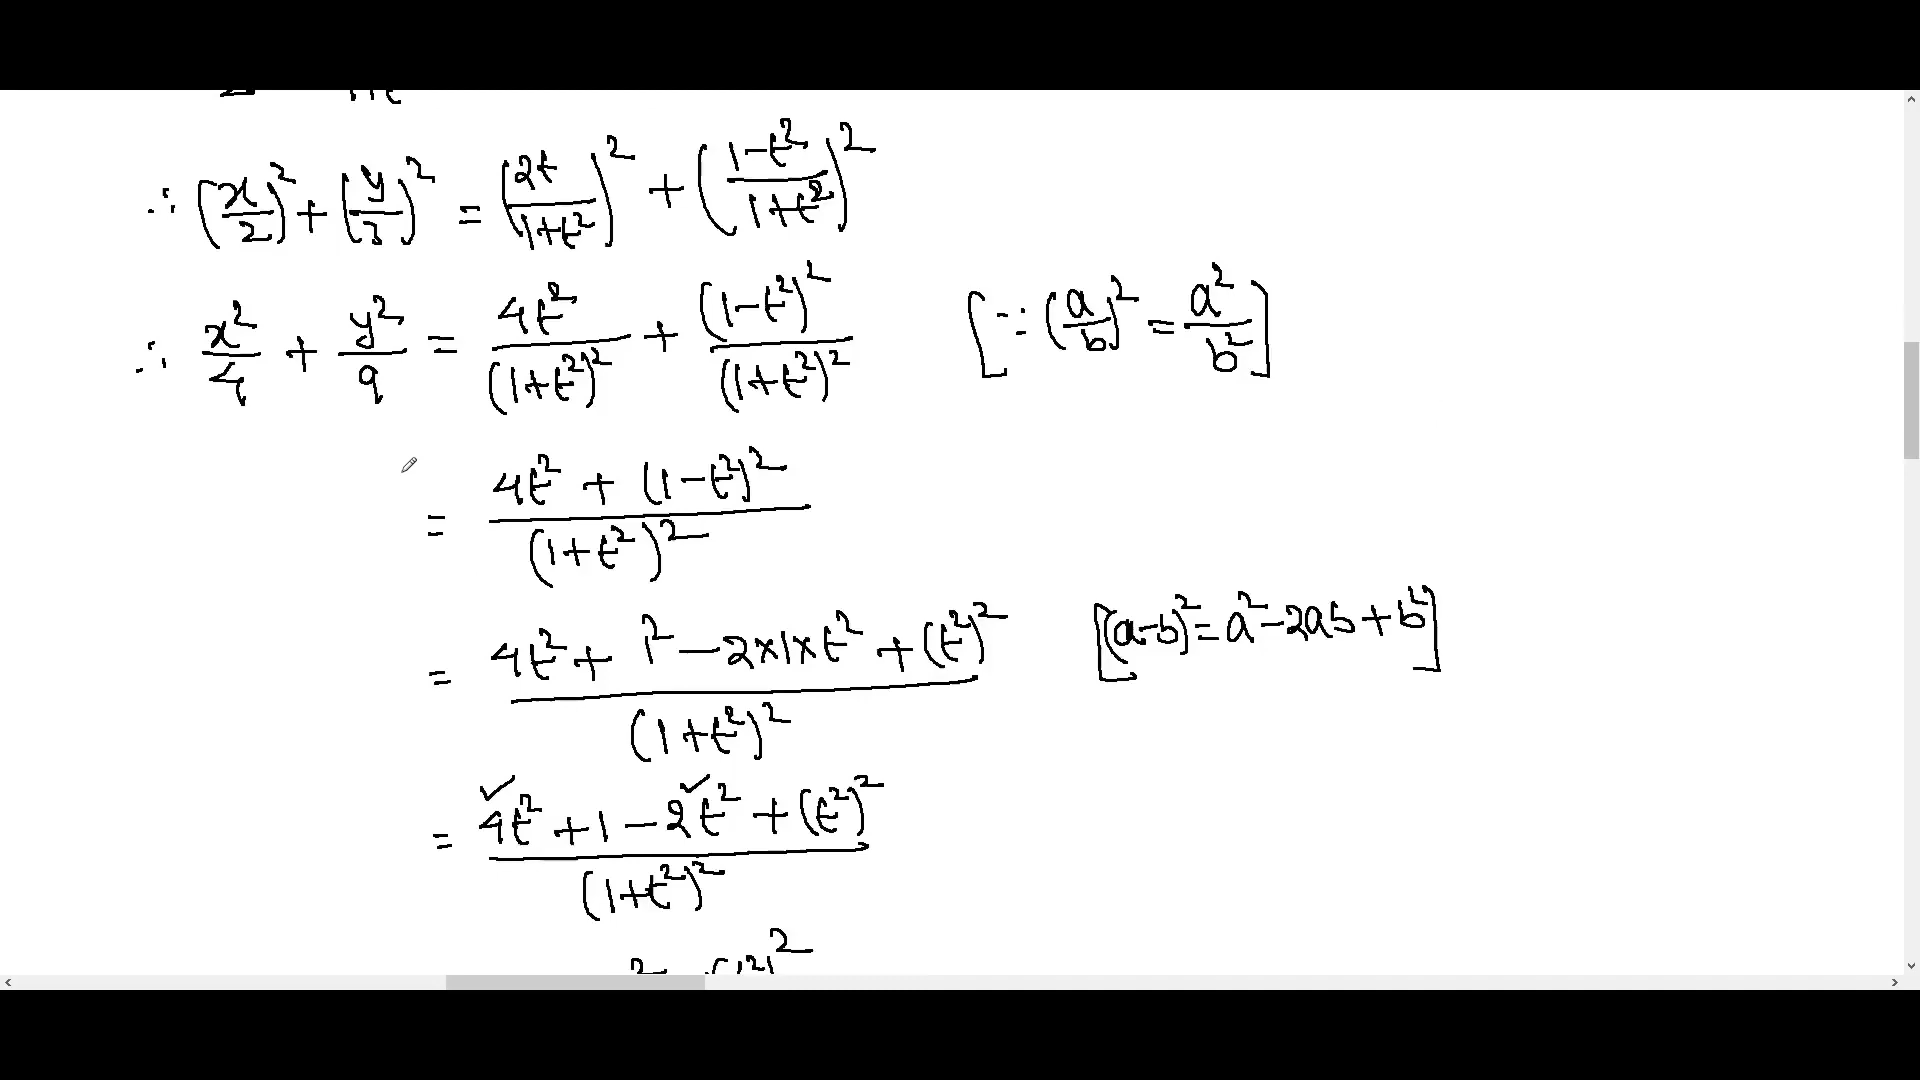 ∴ (x/2)² + (y/3)² = (2t/1+t²)² + (1-t²/1+t²)²
∴ x²/4 + y²/9 = 4t²/(1+t²)² + (1-t²)²/(1+t²)² [∵ (a/b)² = a²/b²]
= 4t² + (1-t²)²/(1+t²)²
= 4t² + 1² - 2×1×t² + (t²)²/(1+t²)² [(a-b)² = a² - 2ab + b²]
= 4t² + 1 - 2t² + (t²)²/(1+t²)²